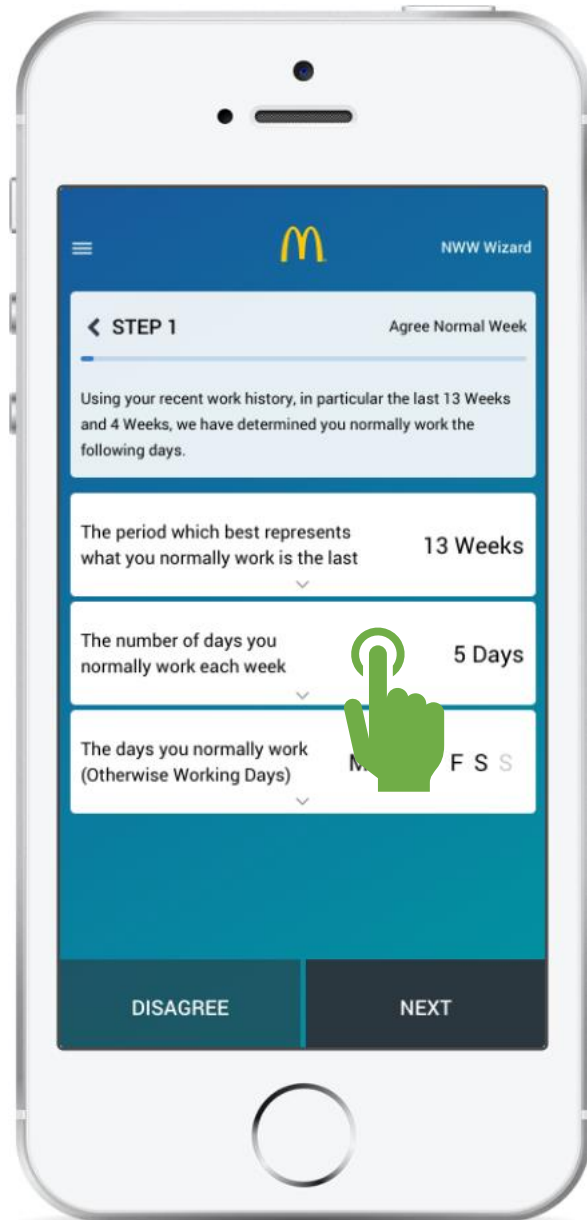 NWW Wizard
STEP 1
Agree Normal Week
Using your recent work history, in particular the last 13 Weeks
and 4 Weeks, we have determined you normally work the
following days.
The period which best represents
what you normally work is the last
13 Weeks
The number of days you
normally work each week
5 Days
The days you normally work
(Otherwise Working Days)
F S S
DISAGREE
NEXT